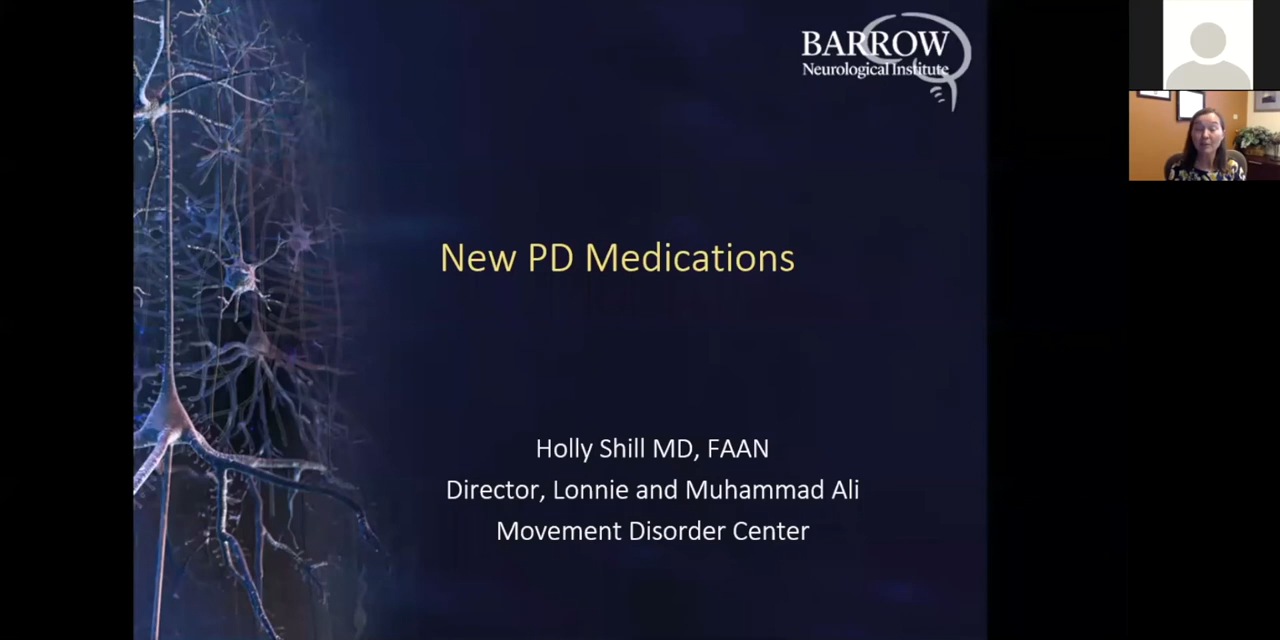 BARROW
Neurological Institute
New PD Medications
Holly Shill MD, FAAN
Director, Lonnie and Muhammad Ali
Movement Disorder Center